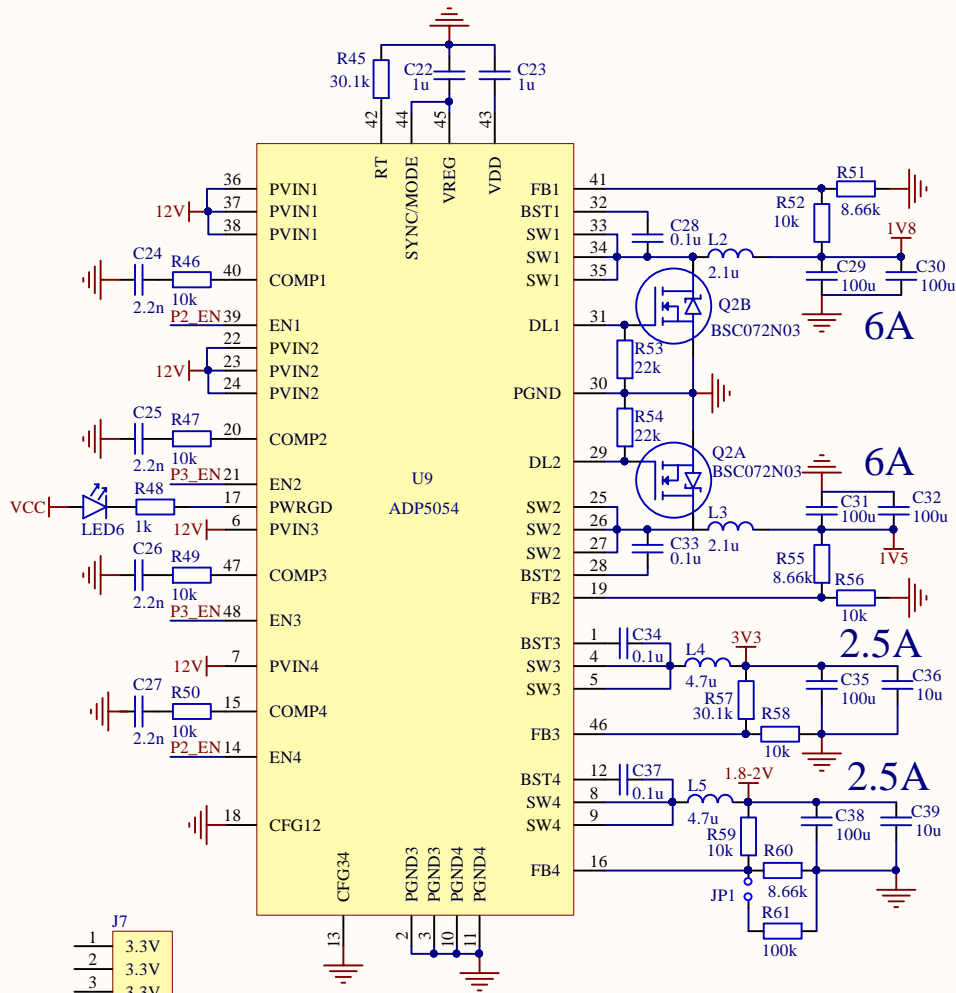 R45
30.1k
C22
1u
C23
1u
42
44
45
43
RT
SYNC/MODE
VREG
VDD
36
PVIN1
12V
37
PVIN1
38
PVIN1
C24
R46
40
COMP1
2.2n
10k
P2_EN
39
EN1
22
PVIN2
12V
23
PVIN2
24
PVIN2
C25
R47
20
COMP2
2.2n
10k
P3_EN
21
EN2
VCC
R48
17
PWRGD
LED6
1k
12V
6
PVIN3
C26
R49
47
COMP3
2.2n
10k
P3_EN
48
EN3
12V
7
PVIN4
C27
R50
15
COMP4
2.2n
10k
P2_EN
14
EN4
18
CFG12
U9
ADP5054
CFG34
PGND3
PGND3
PGND4
PGND4
13
2
3
10
11
FB1
41
R51
8.66k
R52
10k
BST1
32
C28
0.1u
SW1
33
SW1
34
SW1
35
L2
2.1u
1V8
C29
100u
C30
100u
6A
Q2B
BSC072N03
DL1
31
R53
22k
PGND
30
R54
22k
DL2
29
Q2A
BSC072N03
6A
SW2
25
SW2
26
SW2
27
L3
2.1u
C31
100u
C32
100u
1V5
C33
0.1u
BST2
28
R55
8.66k
R56
10k
FB2
19
2.5A
BST3
1
C34
0.1u
SW3
4
SW3
5
L4
4.7u
3V3
C35
100u
C36
10u
R57
30.1k
R58
10k
FB3
46
2.5A
BST4
12
C37
0.1u
SW4
8
SW4
9
L5
4.7u
1.8-2V
C38
100u
C39
10u
R59
10k
R60
8.66k
FB4
16
JP1
R61
100k
J7
1
3.3V
2
3.3V
3
3.3V